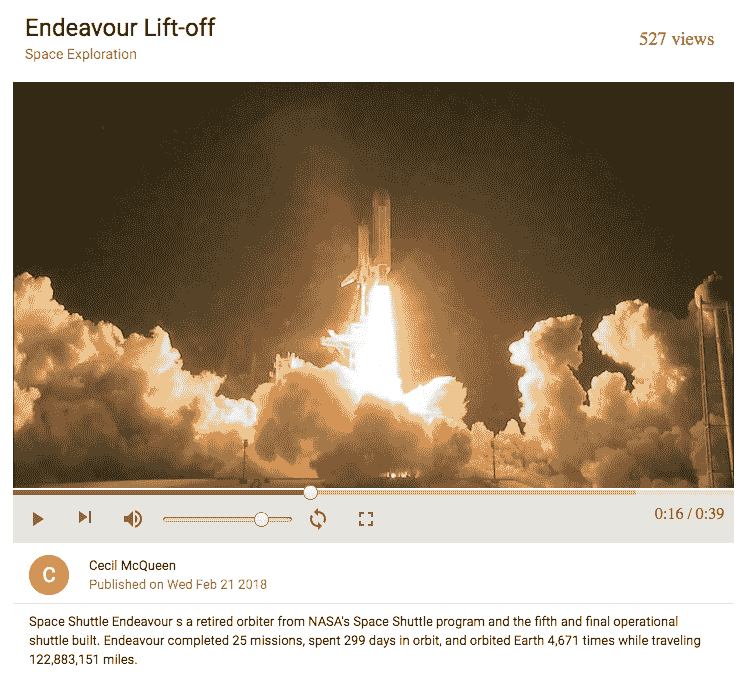 Endeavour Lift-off
Space Exploration
527 views
0:16 / 0:39
C
Cecil McQueen
Published on Wed Feb 21 2018
Space Shuttle Endeavour s a retired orbiter from NASA's Space Shuttle program and the fifth and final operational
shuttle built. Endeavour completed 25 missions, spent 299 days in orbit, and orbited Earth 4,671 times while traveling
122,883,151 miles.